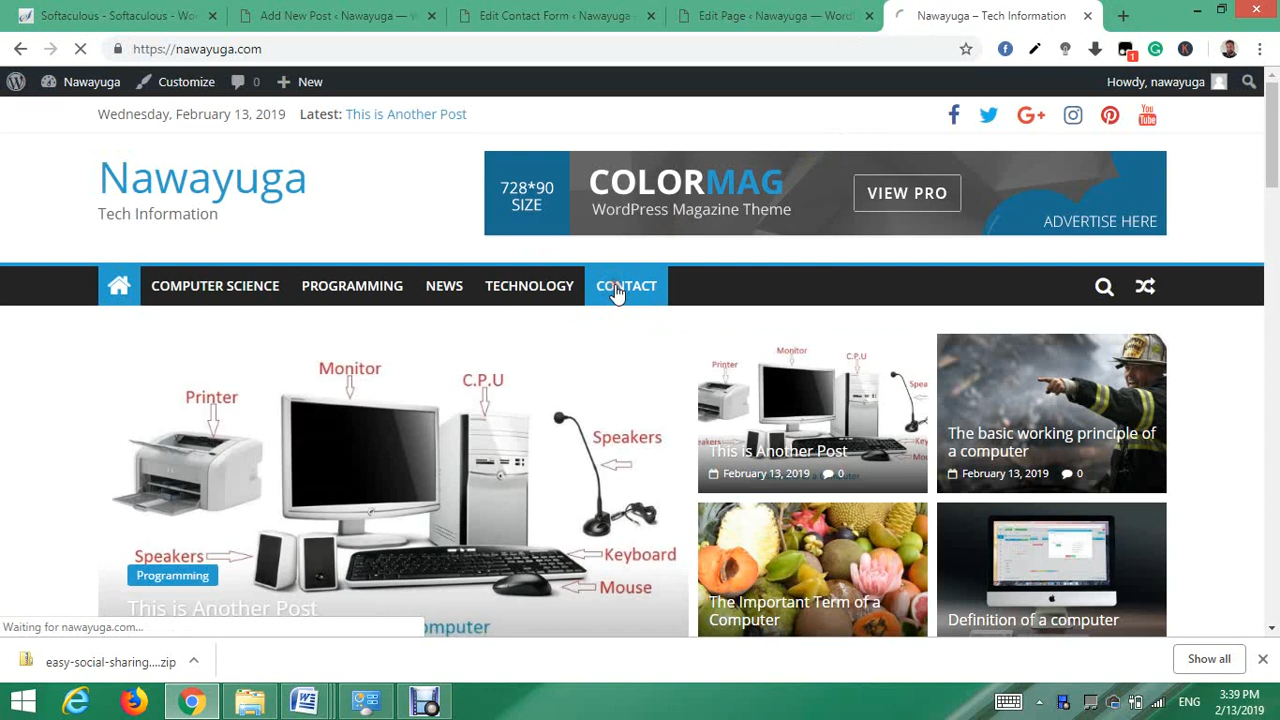 Softaculous - Softaculous - W
Add New Post ‹ Nawayuga — W
Edit Contact Form ‹ Nawayuga -
Edit Page ‹ Nawayuga — Word
Nawayuga – Tech Information
https://nawayuga.com
1
Nawayuga
Customize
0
New
Howdy, nawayuga
Wednesday, February 13, 2019
Latest: This is Another Post
You
Tube
Nawayuga
Tech Information
728*90
SIZE
COLORMAG
WordPress Magazine Theme
VIEW PRO
ADVERTISE HERE
COMPUTER SCIENCE
PROGRAMMING
NEWS
TECHNOLOGY
CONTACT
Printer
Monitor
C.P.U
Speakers
Speakers
Keyboard
Mouse
Programming
This is Another Post
Printer
Monitor
C.P.U
This is Another Post
February 13, 2019
0
The basic working principle of
a computer
February 13, 2019
0
The Important Term of a
Computer
Definition of a computer
Waiting for nawayuga.com...
easy-social-sharing....zip
Show all
ENG
3:39 PM
2/13/2019